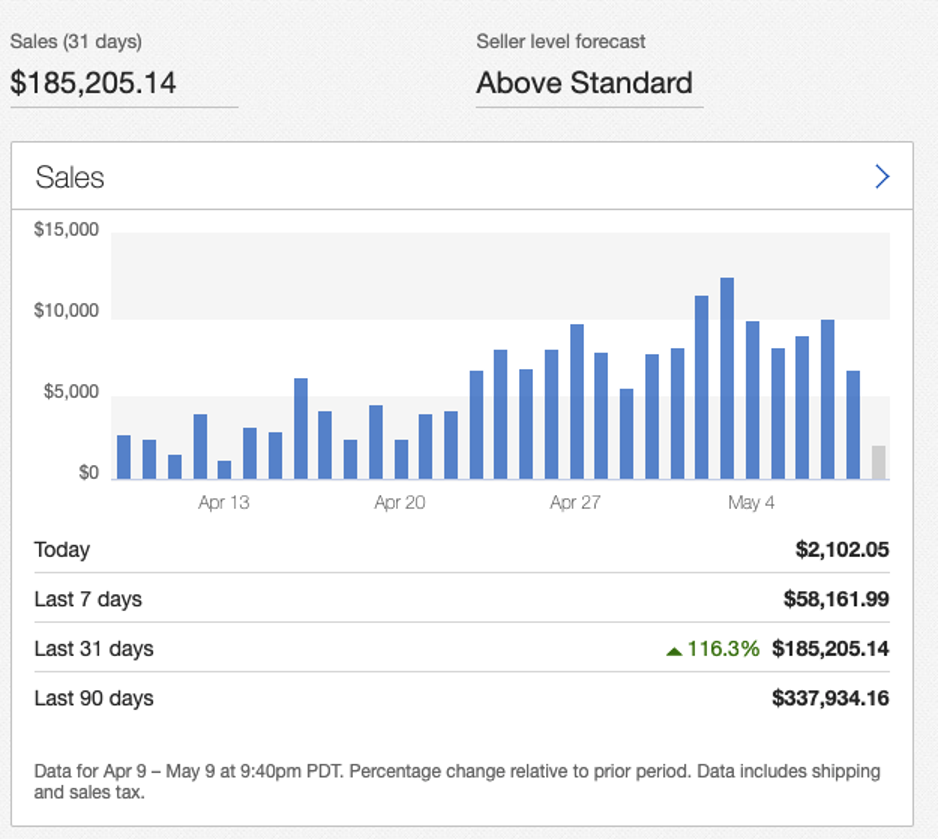 Sales (31 days)
$185,205.14
Seller level forecast
Above Standard
Sales
$15,000
$10,000
$5,000
$0
Apr 13 Apr 20 Apr 27 May 4
Today $2,102.05
Last 7 days $58,161.99
Last 31 days 116.3% $185,205.14
Last 90 days $337,934.16
Data for Apr 9 – May 9 at 9:40pm PDT. Percentage change relative to prior period. Data includes shipping
and sales tax.